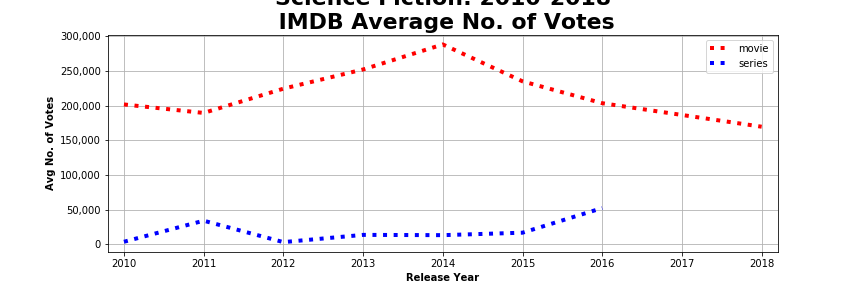 Science Fiction: 2010-2018
IMDB Average No. of Votes
300,000
250,000
200,000
150,000
100,000
50,000
0
Avg No. of Votes
movie
series
2010 2011 2012 2013 2014 2015 2016 2017 2018
Release Year